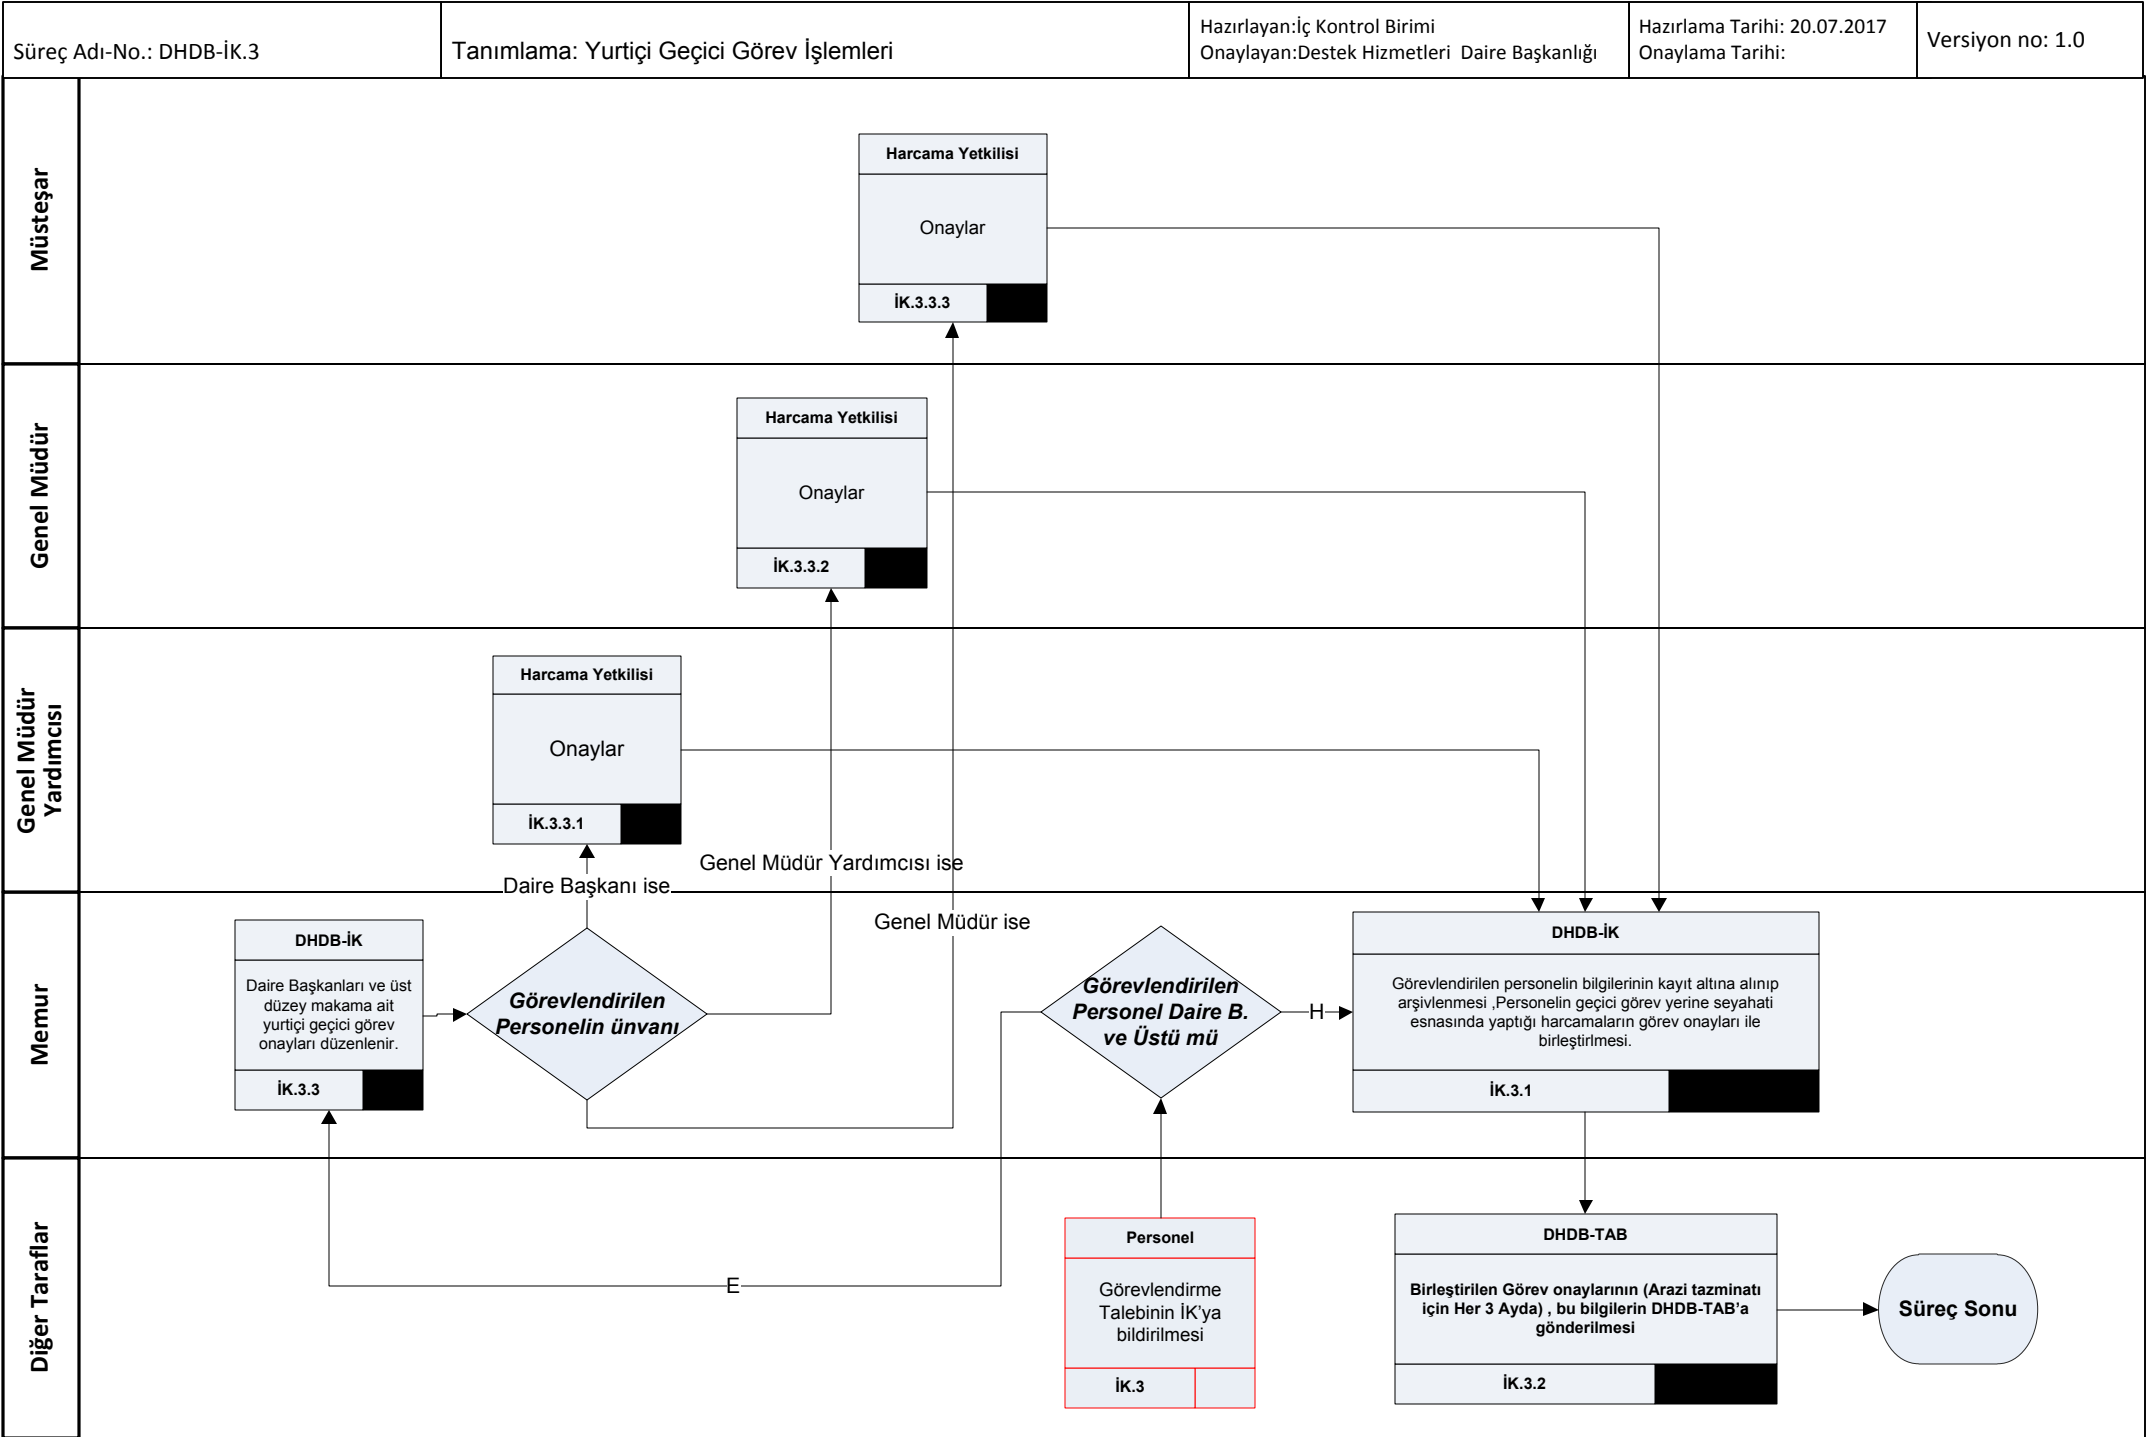 Süreç Adı-No.: DHDB-İK.3
Tanımlama: Yurtiçi Geçici Görev İşlemleri
Hazırlayan:İç Kontrol Birimi
Onaylayan:Destek Hizmetleri Daire Başkanlığı
Hazırlama Tarihi: 20.07.2017
Onaylama Tarihi:
Versiyon no: 1.0
Müsteşar
Harcama Yetkilisi
Onaylar
İK.3.3.3
Genel Müdür
Harcama Yetkilisi
Onaylar
İK.3.3.2
Genel Müdür
Yardımcısı
Harcama Yetkilisi
Onaylar
İK.3.3.1
Genel Müdür Yardımcısı ise
Daire Başkanı ise
Genel Müdür ise
Memur
DHDB-İK
Daire Başkanları ve üst
düzey makama ait
yurtiçi geçici görev
onayları düzenlenir.
İK.3.3
Görevlendirilen
Personelin ünvanı
Görevlendirilen
Personel Daire B.
ve Üstü mü
H
DHDB-İK
Görevlendirilen personelin bilgilerinin kayıt altına alınıp
arşivlenmesi ,Personelin geçici görev yerine seyahati
esnasında yaptığı harcamaların görev onayları ile
birleştirilmesi.
İK.3.1
Diğer Taraflar
E
Personel
Görevlendirme
Talebinin İK’ya
bildirilmesi
İK.3
DHDB-TAB
Birleştirilen Görev onaylarının (Arazi tazminatı
için Her 3 Ayda) , bu bilgilerin DHDB-TAB’a
gönderilmesi
İK.3.2
Süreç Sonu